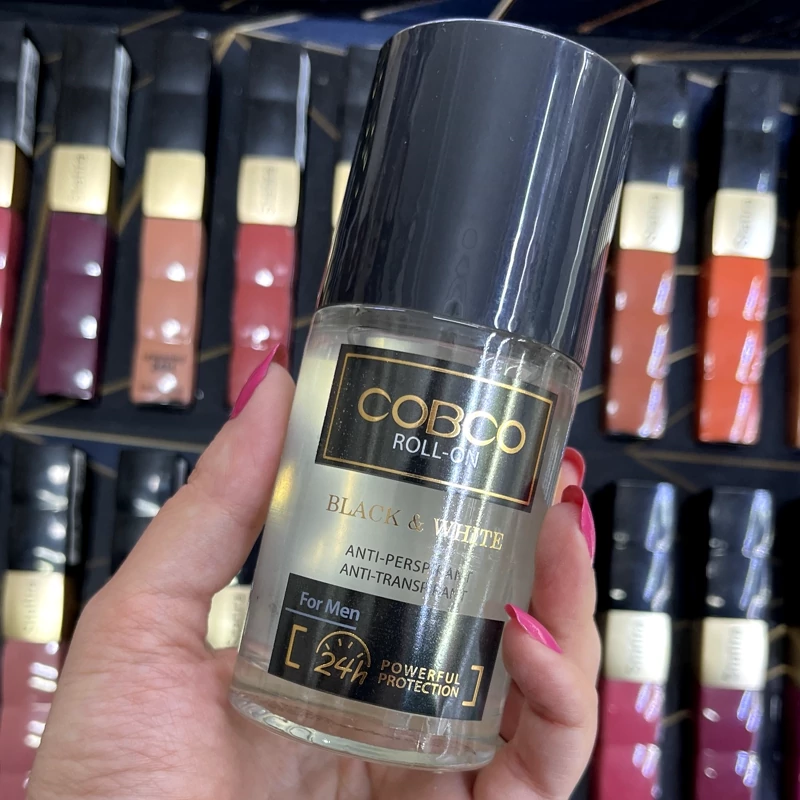 COBCO
ROLL-ON
BLACK & WHITE
ANTI-PERSPIRANT
ANTI-TRANSPIRANT
For Men
[ 24h POWERFUL
PROTECTION ]